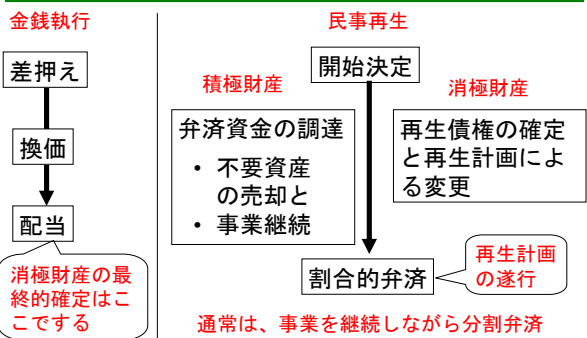 金銭執行
差押え
換価
配当
消極財産の最
終的確定はこ
こでする
民事再生
開始決定
積極財産
弁済資金の調達
・ 不要資産
の売却と
・ 事業継続
消極財産
再生債権の確定
と再生計画によ
る変更
割合的弁済
再生計画
の遂行
通常は、事業を継続しながら分割弁済